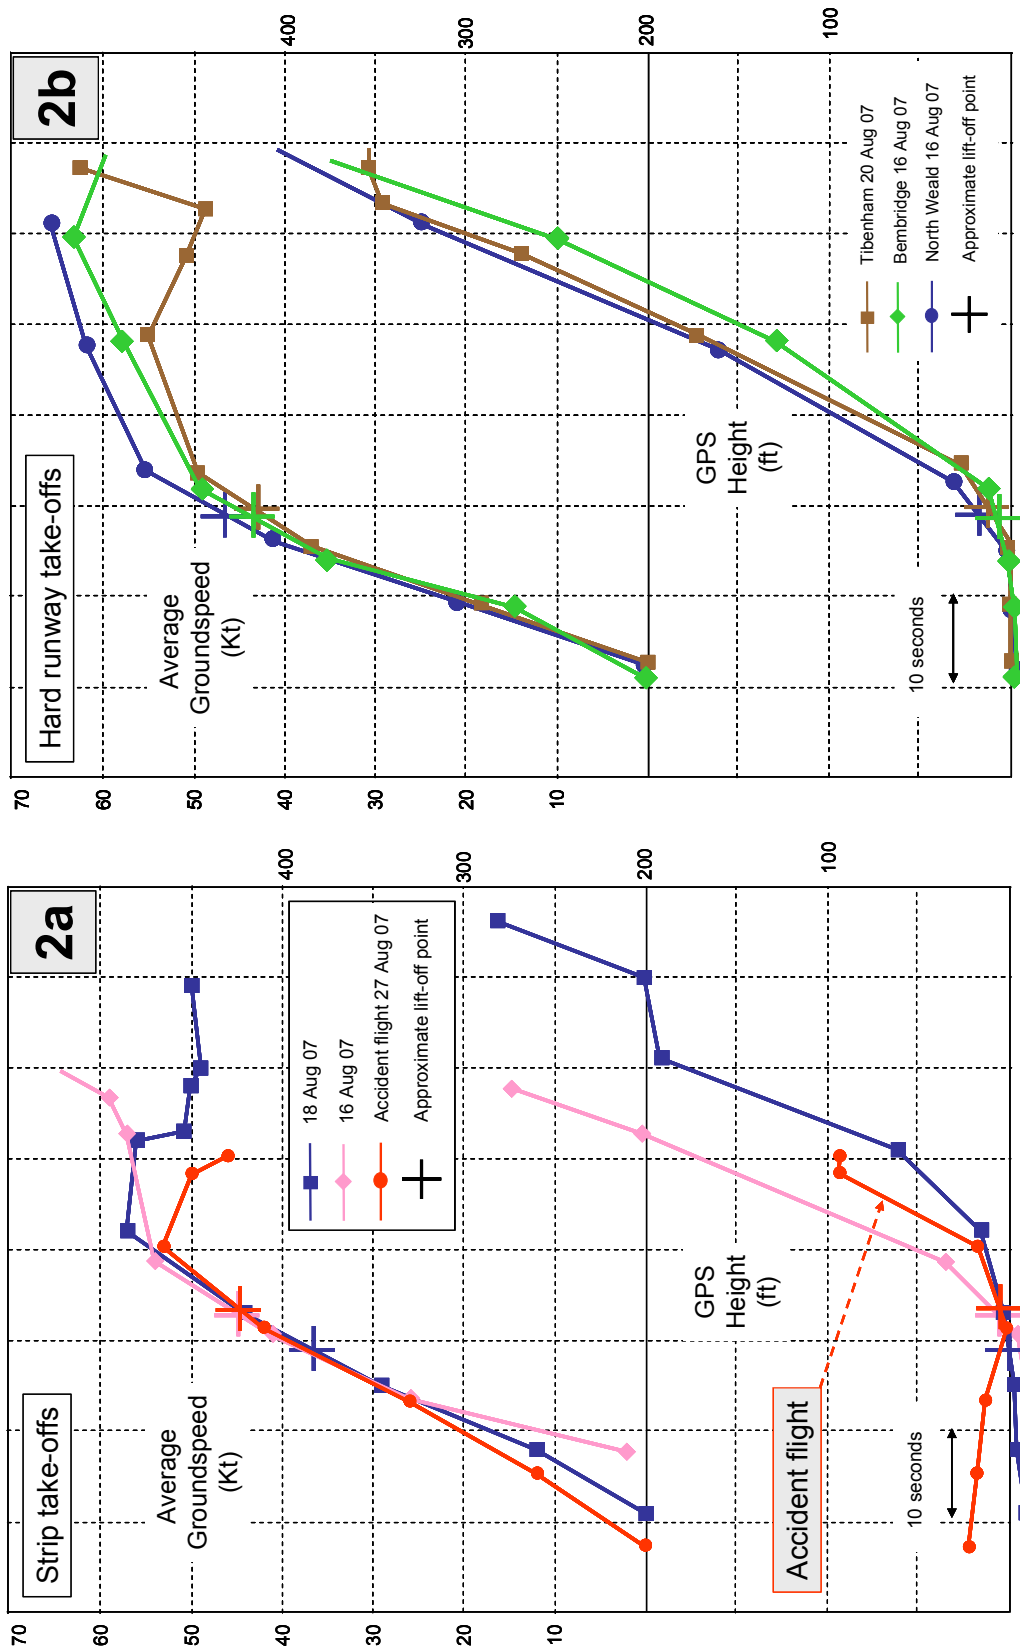 Strip take-offs
2a
70
60
50
40
30
20
10
400
300
200
100
Average
Groundspeed
(Kt)
18 Aug 07
16 Aug 07
Accident flight 27 Aug 07
Approximate lift-off point
GPS
Height
(ft)
Accident flight
10 seconds
Hard runway take-offs
2b
70
60
50
40
30
20
10
400
300
200
100
Average
Groundspeed
(Kt)
GPS
Height
(ft)
10 seconds
Tibenham 20 Aug 07
Bembridge 16 Aug 07
North Weald 16 Aug 07
Approximate lift-off point